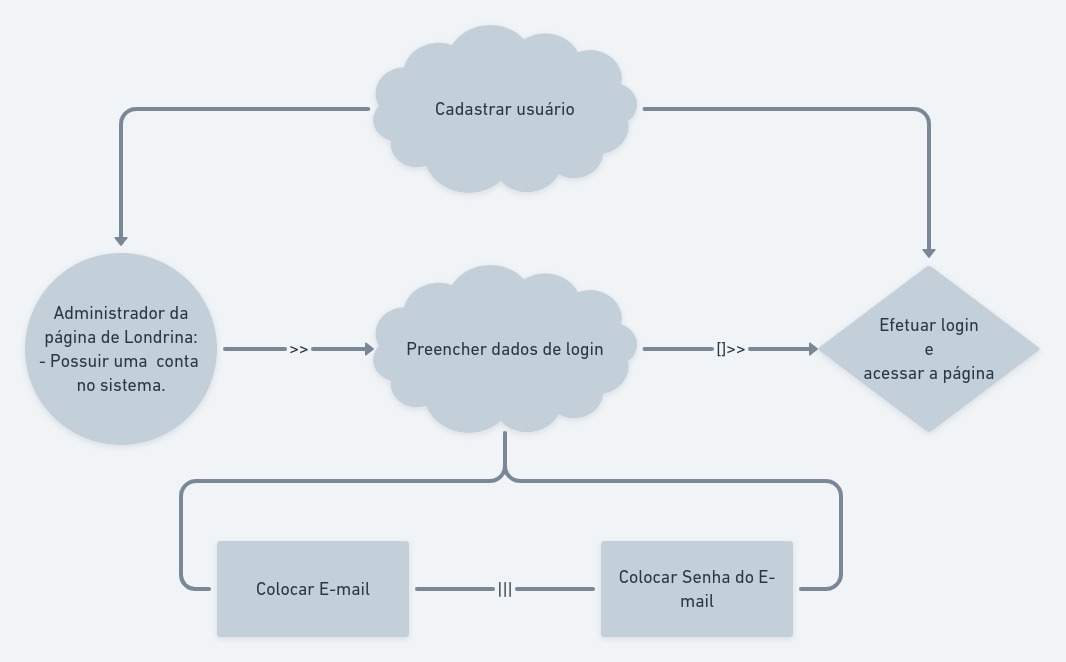 Cadastrar usuário
Administrador da
página de Londrina:
- Possuir uma  conta
no sistema.
>>
Preencher dados de login
[]>>
Efetuar login
e
acessar a página
Colocar E-mail
|||
Colocar Senha do E-
mail